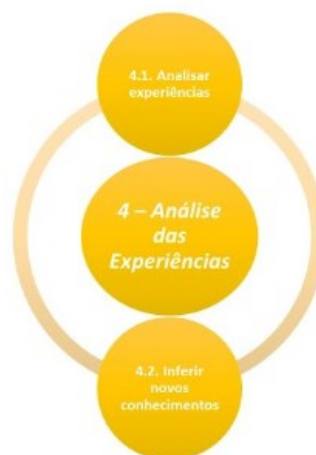 4.1. Analisar
experiências
4 – Análise
das
Experiências
4.2. Inferir
novos
conhecimentos